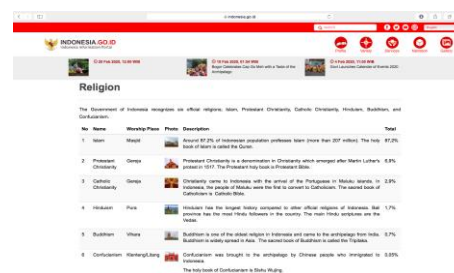 indonesia.go.id
INDONESIA.GO.ID
Religion
The Government of Indonesia recognizes six official religions: Islam, Protestant Christianity, Catholic Christianity, Hinduism, Buddhism, and
Confucianism.
No Name Worship Place Photo Description Total
1 Islam Masjid Around 87,2% of Indonesian population professes Islam (more than 207 million). The holy 87,2%
book of Islam is called the Quran.
2 Protestant Gereja Protestant Christianity is a denomination in Christianity which emerged after Martin Luther's 6,9%
Christianity protest in 1517. The Protestant holy book is Protestant Bible.
3 Catholic Gereja Christianity came to Indonesia with the arrival of the Portuguese in Maluku islands. In 2,9%
Christianity Indonesia, the people of Maluku were the first to convert to Catholicism. The sacred book of
Catholicism is Catholic Bible.
4 Hinduism Pura Hinduism has the longest history compared to other official religions of Indonesia. Bali 1,7%
province has the most Hindu followers in the country. The main Hindu scriptures are the
Vedas.
5 Buddhism Vihara Buddhism is one of the oldest religion in Indonesia and came to the archipelago from India. 0,7%
Buddhism is widely spread in Asia. The sacred book of Buddhism is called the Tripitaka.
6 Confucianism Klenteng/Litang Confucianism was brought to the archipelago by Chinese people who immigrated to 0,05%
Indonesia.
The holy book of Confucianism is Sishu Wujing.